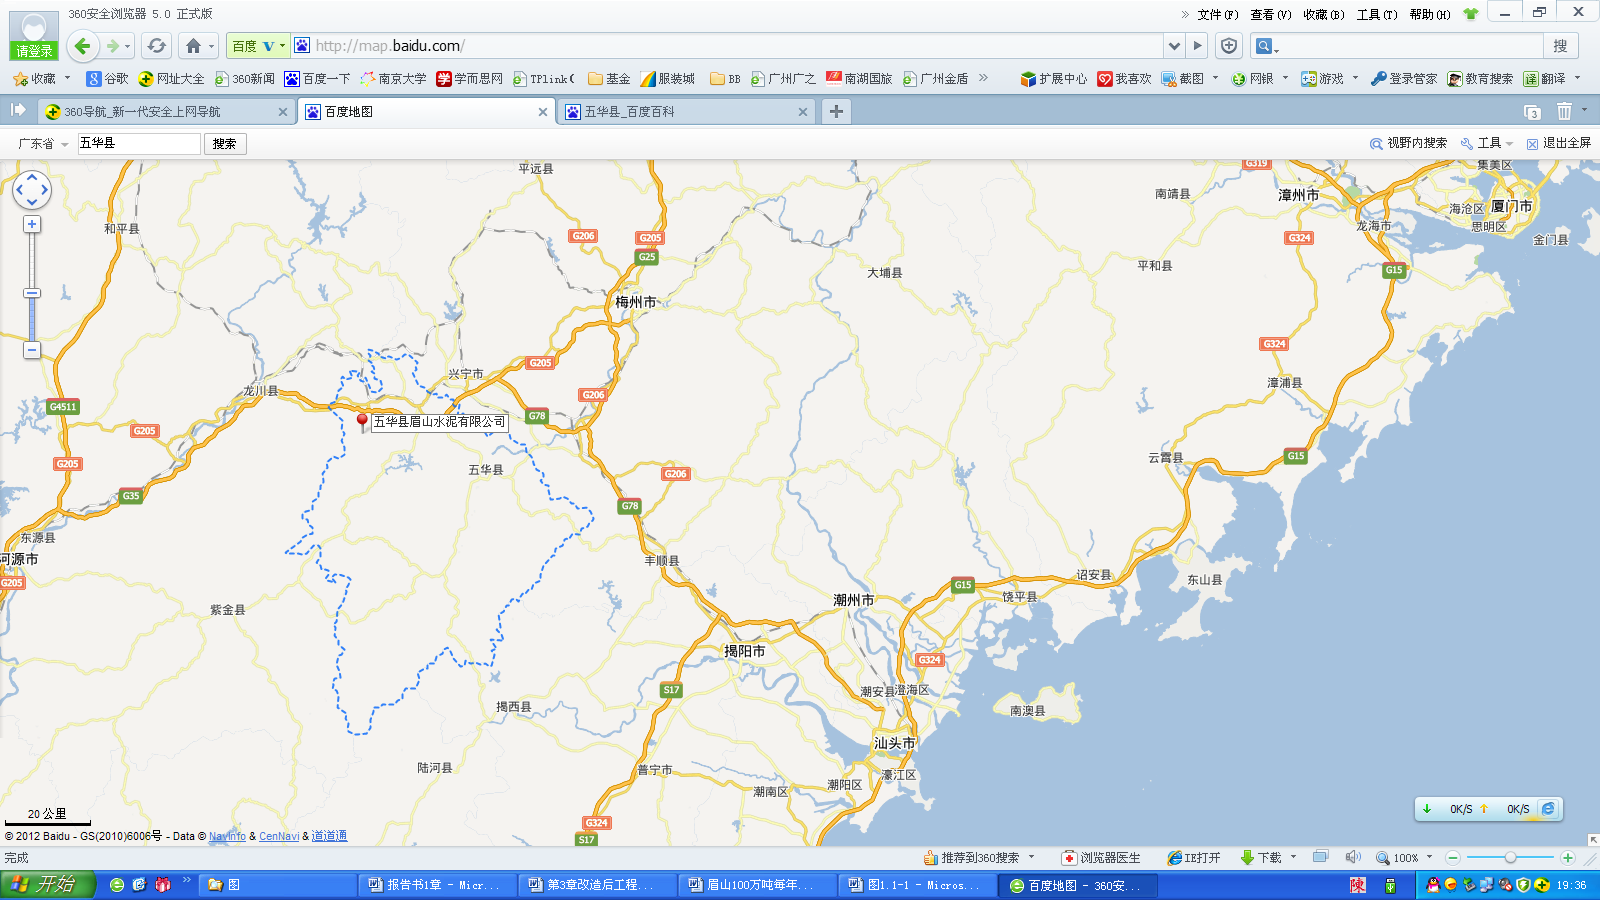 360安全浏览器 5.0 正式版
» 文件(F) 查看(V) 收藏(B) 工具(T) 帮助(H)
请登录
百度 http://map.baidu.com/ 搜
收藏 谷歌 网址大全 360新闻 百度一下 南京大学 学而思网 TPlink( 基金 服装城 BB 广州广之 南湖国旅 广州金盾 » 扩展中心 我喜欢 截图 网银 游戏 登录管家 教育搜索 翻译
360导航_新一代安全上网导航 百度地图 五华县_百度百科 3
广东省 五华县 搜索 视野内搜索 工具 退出全屏
平远县 G319 集美区
南靖县 漳州市 海沧区 厦门市
和平县 G206 G205 G324 龙海市 思明区 金门县
G25 大埔县 平和县 G15
梅州市
G205 兴宁市 G324
龙川县 G206 漳浦县
G4511 G78
五华县眉山水泥有限公司
G205
G205 五华县 G206 云霄县 G15
G35 G78
东源县
河源市 丰顺县
G205 G15 诏安县 东山县
紫金县 潮州市 饶平县
揭阳市 G324
S17 潮安县 澄海区
揭西县 南澳县
汕头市
陆河县 普宁市 濠江区
潮南区 潮阳区
20 公里 G324 0K/S 0K/S
© 2012 Baidu - GS(2010)6006号 - Data © NavInfo & CenNavi & 道道通 S17
完成 推荐到360搜索 浏览器医生 IE打开 下载 100%
开始 » 图 报告书1章 - Micr... 第3章改造后工程... 眉山100万吨每年... 图1.1-1 - Micros... 百度地图 - 360安... 陳 19:36